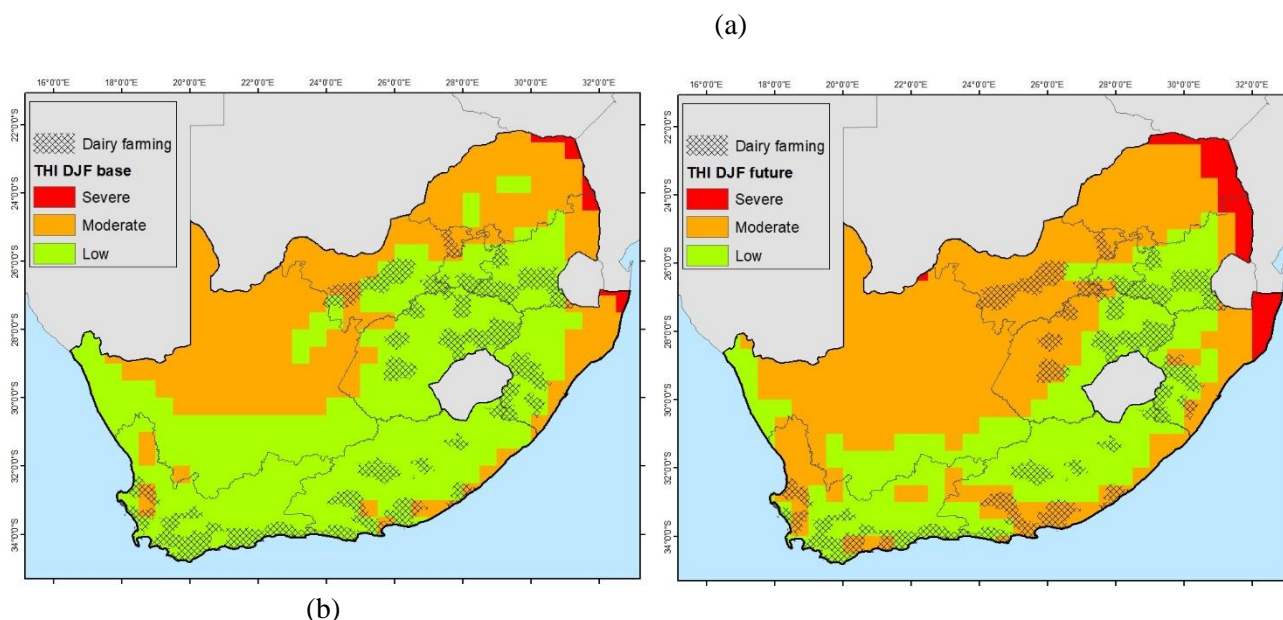 (a)
16°0'0"E 18°0'0"E 20°0'0"E 22°0'0"E 24°0'0"E 26°0'0"E 28°0'0"E 30°0'0"E 32°0'0"E
Dairy farming
THI DJF base
Severe
Moderate
Low
22°0'0"S
24°0'0"S
26°0'0"S
28°0'0"S
30°0'0"S
32°0'0"S
34°0'0"S
16°0'0"E 18°0'0"E 20°0'0"E 22°0'0"E 24°0'0"E 26°0'0"E 28°0'0"E 30°0'0"E 32°0'0"E
Dairy farming
THI DJF future
Severe
Moderate
Low
22°0'0"S
24°0'0"S
26°0'0"S
28°0'0"S
30°0'0"S
32°0'0"S
34°0'0"S
(b)